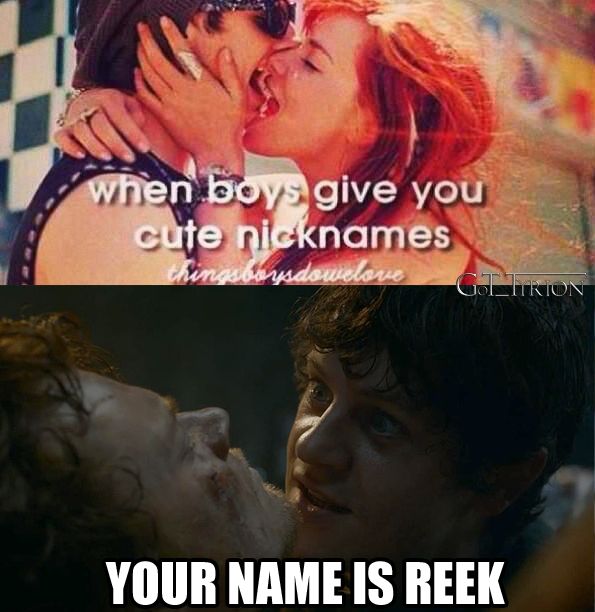 when boys give you
cute nicknames
thingsboysdowelove
GoT_TYRION
YOUR NAME IS REEK